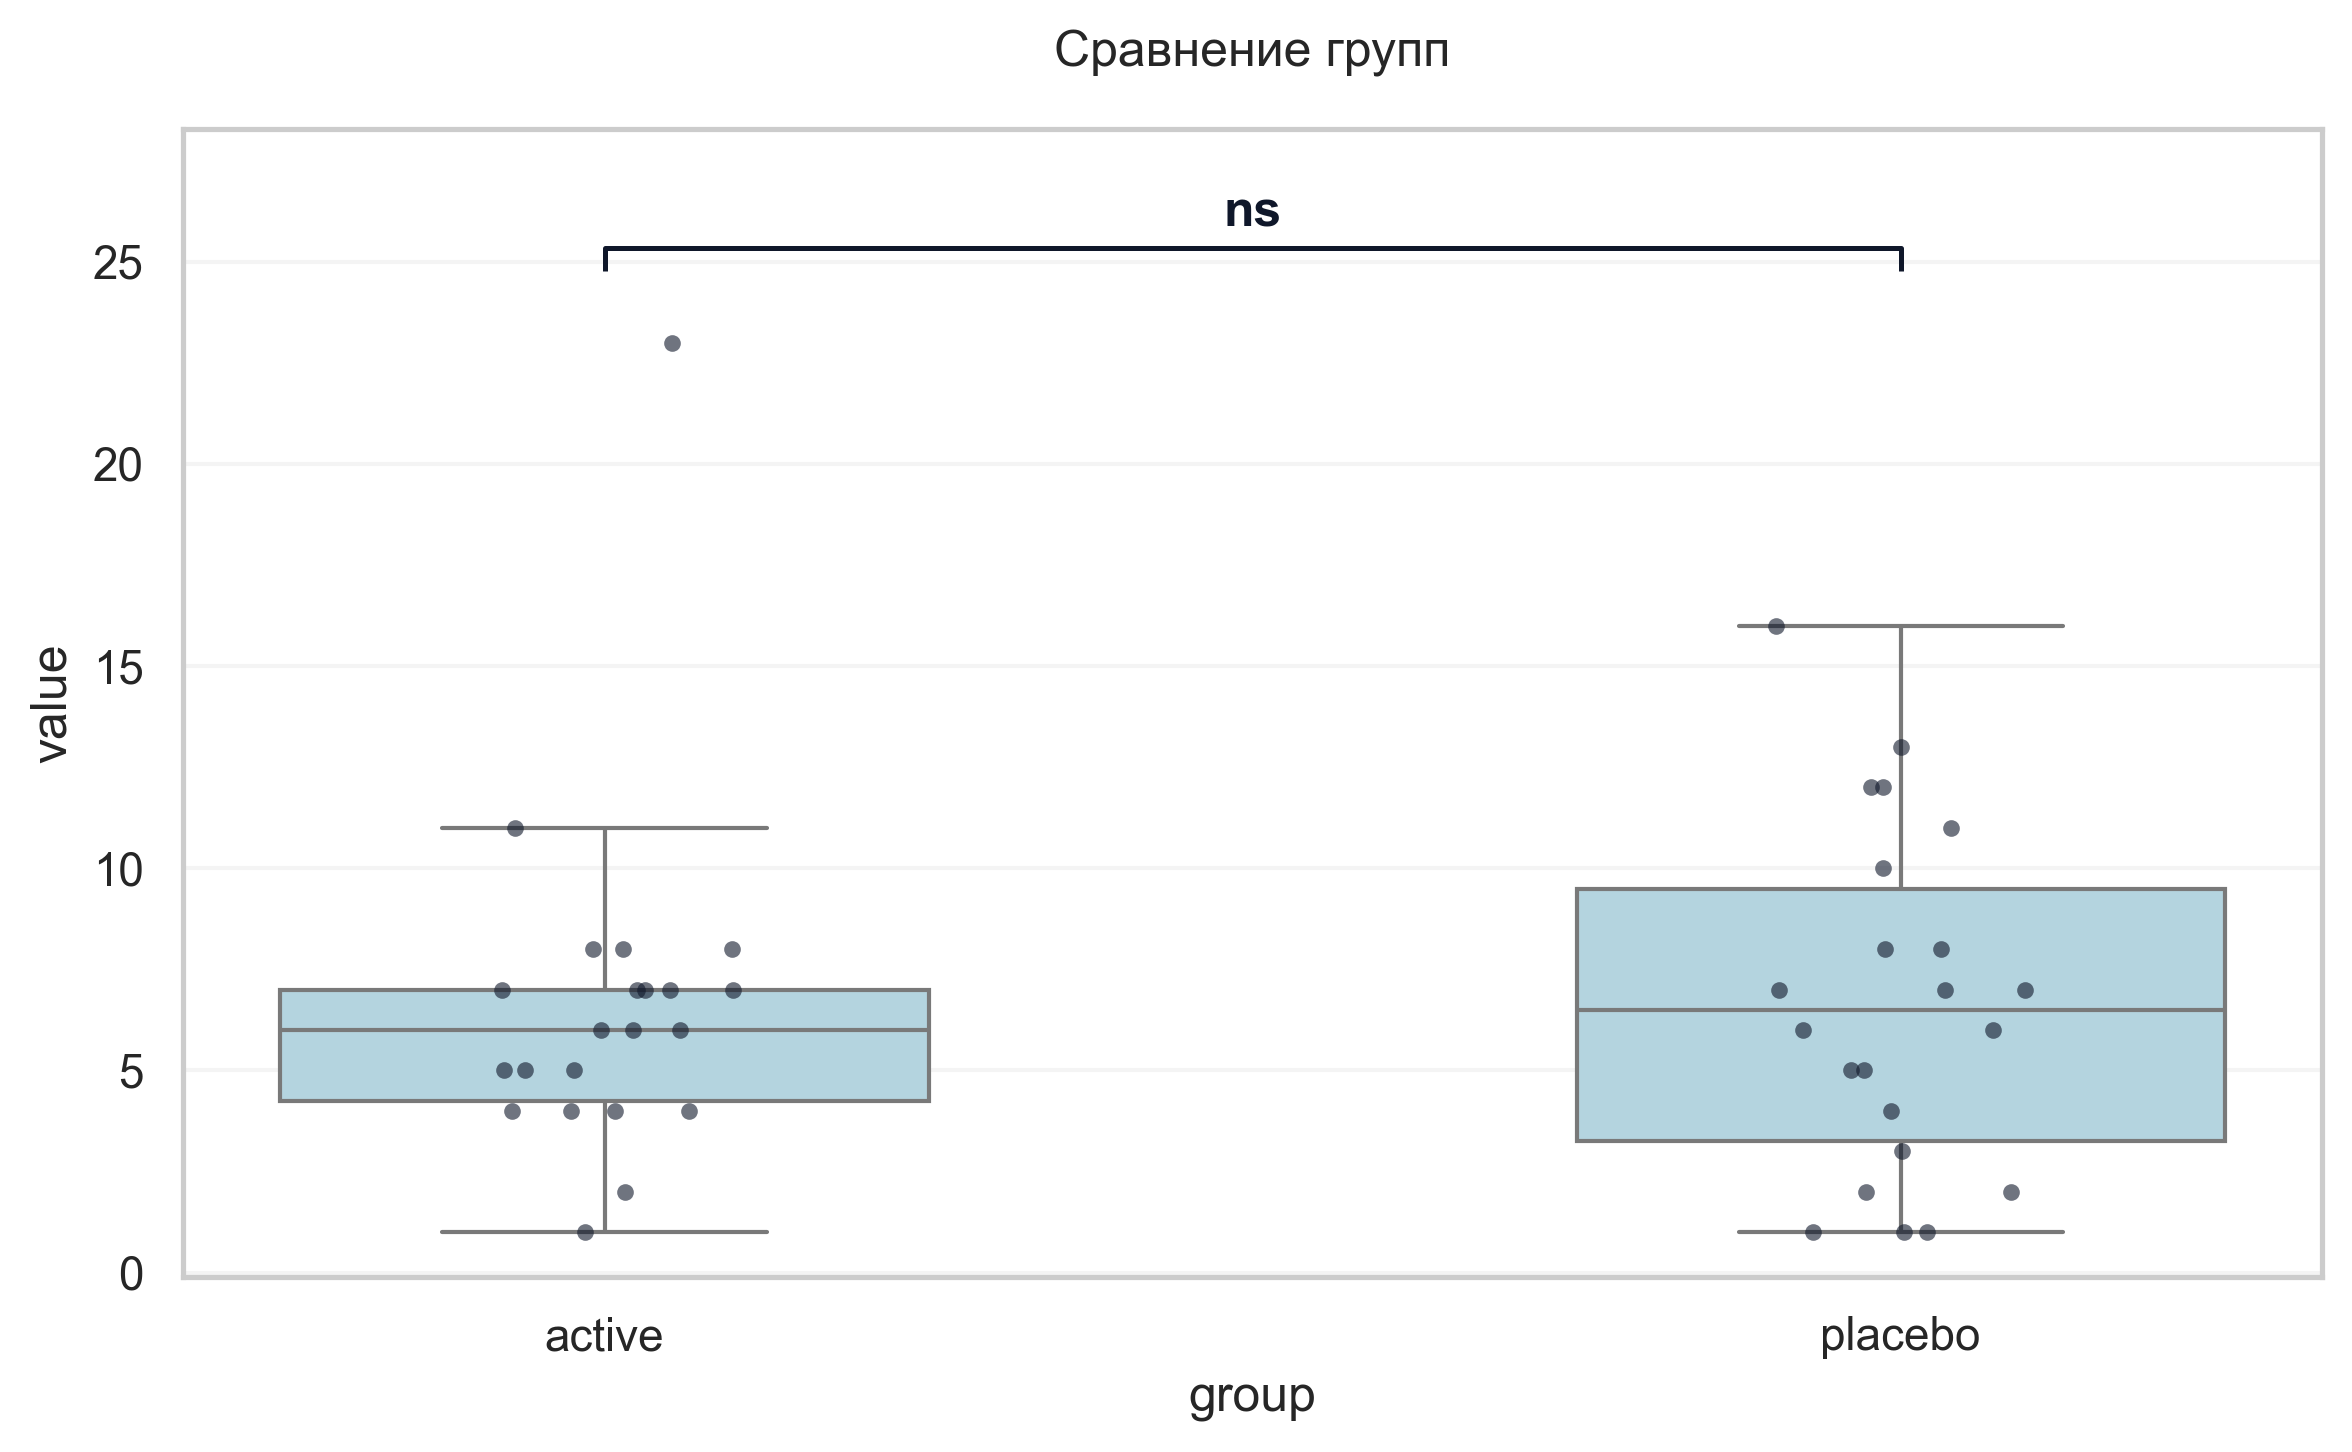 Сравнение групп
ns
25
20
15
10
5
0
value
active
placebo
group